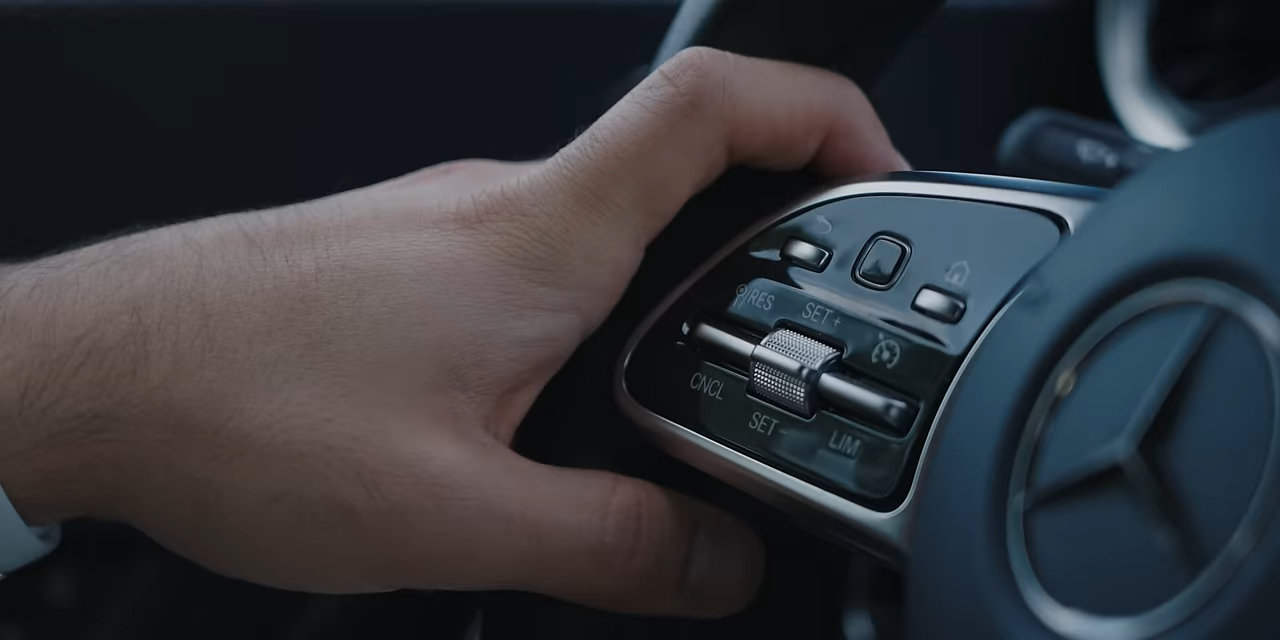 /RES
SET +
CNCL
SET -
LIM